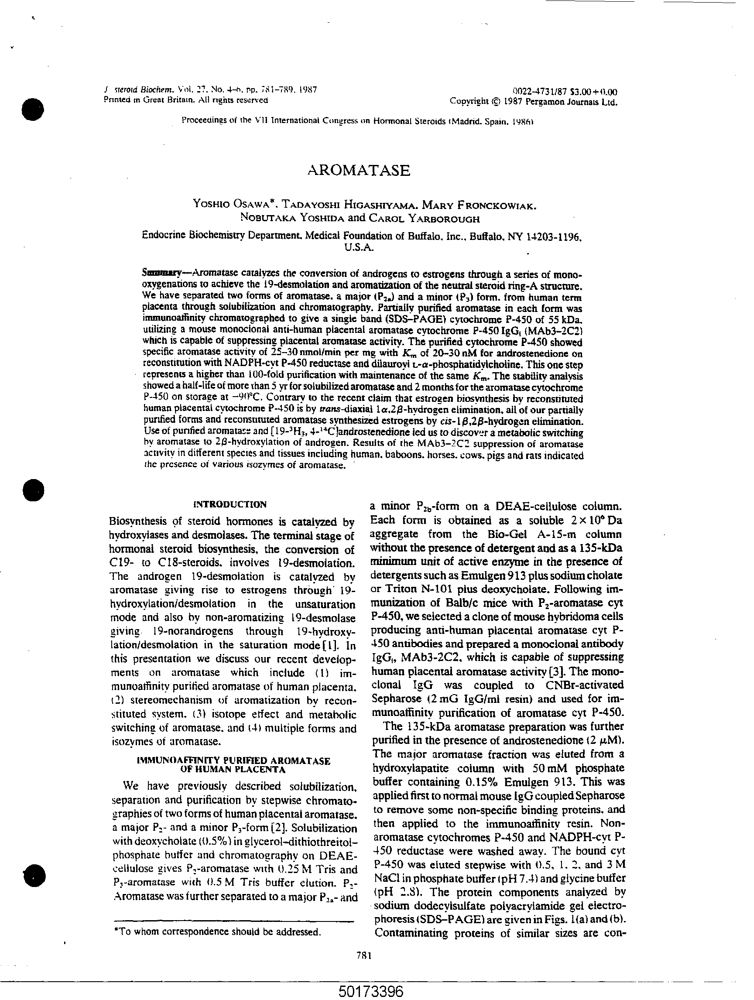 J steroid Biochem. Vol. 27, No. 4–6, pp. 781–789, 1987
Printed in Great Britain. All rights reserved
0022-4731/87 $3.00+0.00
Copyright © 1987 Pergamon Journals Ltd.
Proceedings of the VII International Congress on Hormonal Steroids (Madrid, Spain, 1986)
AROMATASE
YOSHIO OSAWA*, TADAYOSHI HIGASHIYAMA, MARY FRONCKOWIAK,
NOBUTAKA YOSHIDA and CAROL YARBOROUGH
Endocrine Biochemistry Department, Medical Foundation of Buffalo, Inc., Buffalo, NY 14203-1196,
U.S.A.
Summary—Aromatase catalyzes the conversion of androgens to estrogens through a series of mono-
oxygenations to achieve the 19-desmolation and aromatization of the neutral steroid ring-A structure.
We have separated two forms of aromatase, a major (P₂ₐ) and a minor (P₃) form, from human term
placenta through solubilization and chromatography. Partially purified aromatase in each form was
immunoaffinity chromatographed to give a single band (SDS–PAGE) cytochrome P-450 of 55 kDa,
utilizing a mouse monoclonal anti-human placental aromatase cytochrome P-450 IgG₁ (MAb3-2C2)
which is capable of suppressing placental aromatase activity. The purified cytochrome P-450 showed
specific aromatase activity of 25–30 nmol/min per mg with Kₘ of 20–30 nM for androstenedione on
reconstitution with NADPH-cyt P-450 reductase and dilauroyl L-α-phosphatidylcholine. This one step
represents a higher than 100-fold purification with maintenance of the same Kₘ. The stability analysis
showed a half-life of more than 5 yr for solubilized aromatase and 2 months for the aromatase cytochrome
P-450 on storage at −90°C. Contrary to the recent claim that estrogen biosynthesis by reconstituted
human placental cytochrome P-450 is by trans-diaxial 1α,2β-hydrogen elimination, all of our partially
purified forms and reconstituted aromatase synthesized estrogens by cis-1β,2β-hydrogen elimination.
Use of purified aromatase and [19-³H₃, 4-¹⁴C]androstenedione led us to discover a metabolic switching
by aromatase to 2β-hydroxylation of androgen. Results of the MAb3-2C2 suppression of aromatase
activity in different species and tissues including human, baboons, horses, cows, pigs and rats indicated
the presence of various isozymes of aromatase.
INTRODUCTION
Biosynthesis of steroid hormones is catalyzed by
hydroxylases and desmolases. The terminal stage of
hormonal steroid biosynthesis, the conversion of
C19- to C18-steroids, involves 19-desmolation.
The androgen 19-desmolation is catalyzed by
aromatase giving rise to estrogens through 19-
hydroxylation/desmolation in the unsaturation
mode and also by non-aromatizing 19-desmolase
giving 19-norandrogens through 19-hydroxy-
lation/desmolation in the saturation mode [1]. In
this presentation we discuss our recent develop-
ments on aromatase which include (1) im-
munoaffinity purified aromatase of human placenta,
(2) stereomechanism of aromatization by recon-
stituted system, (3) isotope effect and metabolic
switching of aromatase, and (4) multiple forms and
isozymes of aromatase.
IMMUNOAFFINITY PURIFIED AROMATASE
OF HUMAN PLACENTA
We have previously described solubilization,
separation and purification by stepwise chromato-
graphies of two forms of human placental aromatase,
a major P₂- and a minor P₃-form [2]. Solubilization
with deoxycholate (0.5%) in glycerol–dithiothreitol–
phosphate buffer and chromatography on DEAE-
cellulose gives P₂-aromatase with 0.25 M Tris and
P₃-aromatase with 0.5 M Tris buffer elution. P₂-
Aromatase was further separated to a major P₂ₐ- and
*To whom correspondence should be addressed.
a minor P₂b-form on a DEAE-cellulose column.
Each form is obtained as a soluble 2 × 10⁶ Da
aggregate from the Bio-Gel A-15-m column
without the presence of detergent and as a 135-kDa
minimum unit of active enzyme in the presence of
detergents such as Emulgen 913 plus sodium cholate
or Triton N-101 plus deoxycholate. Following im-
munization of Balb/c mice with P₂-aromatase cyt
P-450, we selected a clone of mouse hybridoma cells
producing anti-human placental aromatase cyt P-
450 antibodies and prepared a monoclonal antibody
IgG₁, MAb3-2C2, which is capable of suppressing
human placental aromatase activity [3]. The mono-
clonal IgG was coupled to CNBr-activated
Sepharose (2 mG IgG/ml resin) and used for im-
munoaffinity purification of aromatase cyt P-450.
The 135-kDa aromatase preparation was further
purified in the presence of androstenedione (2 μM).
The major aromatase fraction was eluted from a
hydroxylapatite column with 50 mM phosphate
buffer containing 0.15% Emulgen 913. This was
applied first to normal mouse IgG coupled Sepharose
to remove some non-specific binding proteins, and
then applied to the immunoaffinity resin. Non-
aromatase cytochromes P-450 and NADPH-cyt P-
450 reductase were washed away. The bound cyt
P-450 was eluted stepwise with 0.5, 1, 2, and 3 M
NaCl in phosphate buffer (pH 7.4) and glycine buffer
(pH 2.8). The protein components analyzed by
sodium dodecylsulfate polyacrylamide gel electro-
phoresis (SDS–PAGE) are given in Figs. 1(a) and (b).
Contaminating proteins of similar sizes are con-
781
50173396